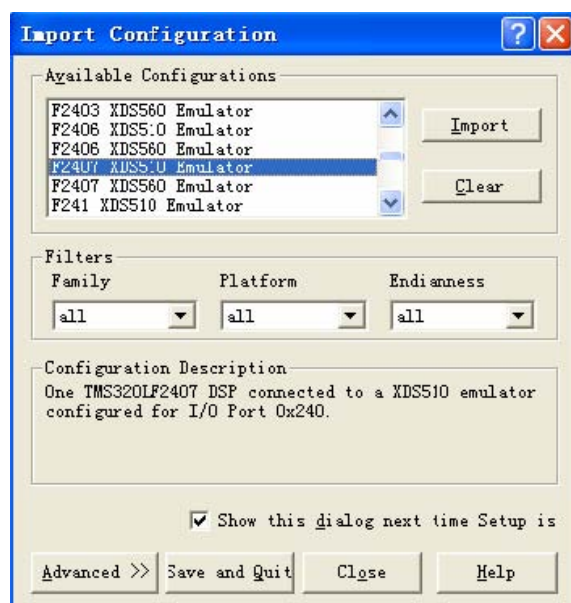 Import Configuration
Available Configurations
F2403 XDS560 Emulator
F2406 XDS510 Emulator
F2406 XDS560 Emulator
F2407 XDS510 Emulator
F2407 XDS560 Emulator
F241 XDS510 Emulator
Import
Clear
Filters
Family Platform Endianness
all all all
Configuration Description
One TMS320LF2407 DSP connected to a XDS510 emulator
configured for I/O Port 0x240.
Show this dialog next time Setup is
Advanced >> Save and Quit Close Help